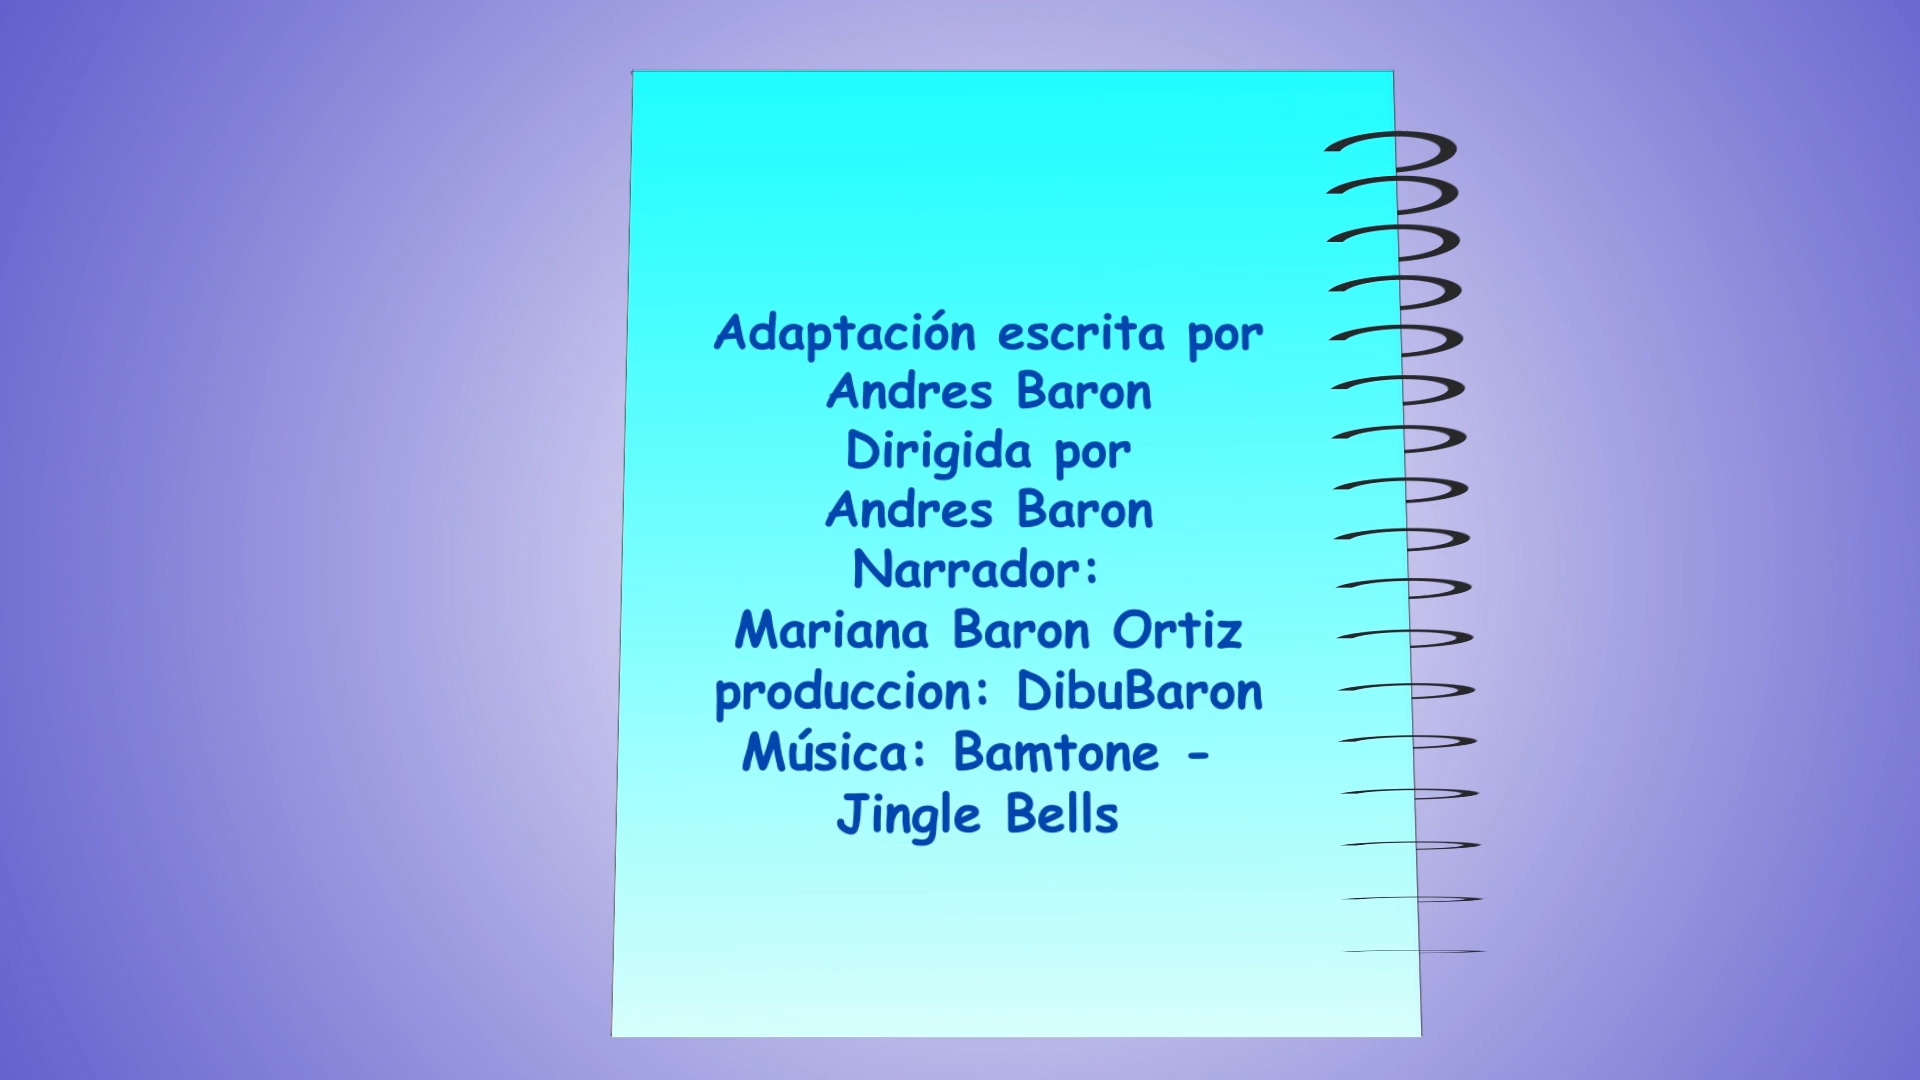 Adaptación escrita por
Andres Baron
Dirigida por
Andres Baron
Narrador:
Mariana Baron Ortiz
produccion: DibuBaron
Música: Bamtone -
Jingle Bells